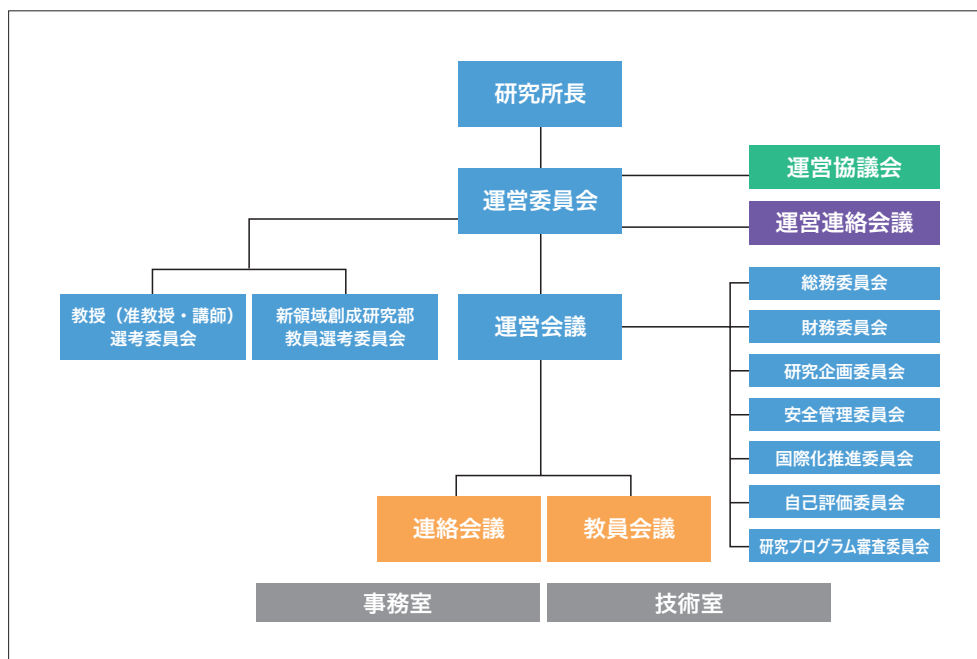 研究所長
運営協議会
運営委員会
運営連絡会議
総務委員会
教授（准教授・講師）
選考委員会
新領域創成研究部
教員選考委員会
運営会議
財務委員会
研究企画委員会
安全管理委員会
国際化推進委員会
自己評価委員会
研究プログラム審査委員会
連絡会議
教員会議
事務室
技術室